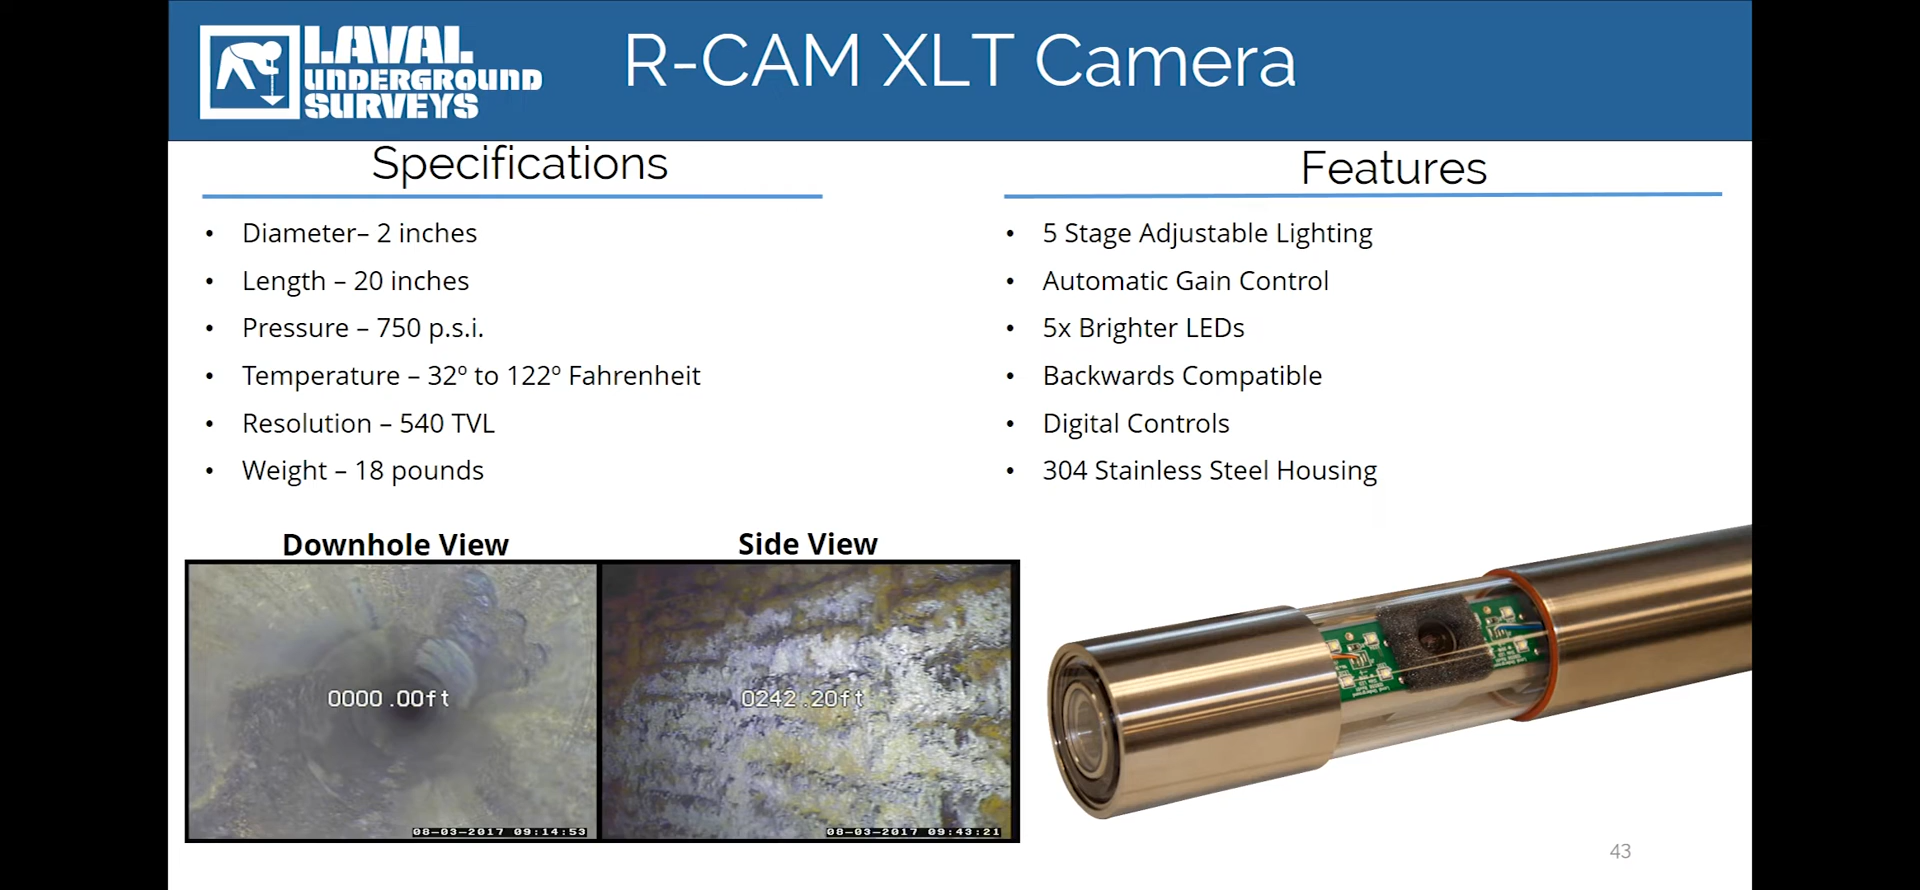 LAVAL
UNDERGROUND
SURVEYS
R-CAM XLT Camera
Specifications
• Diameter– 2 inches
• Length – 20 inches
• Pressure – 750 p.s.i.
• Temperature – 32º to 122º Fahrenheit
• Resolution – 540 TVL
• Weight – 18 pounds
Features
• 5 Stage Adjustable Lighting
• Automatic Gain Control
• 5x Brighter LEDs
• Backwards Compatible
• Digital Controls
• 304 Stainless Steel Housing
Downhole View
0000.00ft
08-03-2017 09:14:53
Side View
0242.20ft
08-03-2017 09:43:21
43